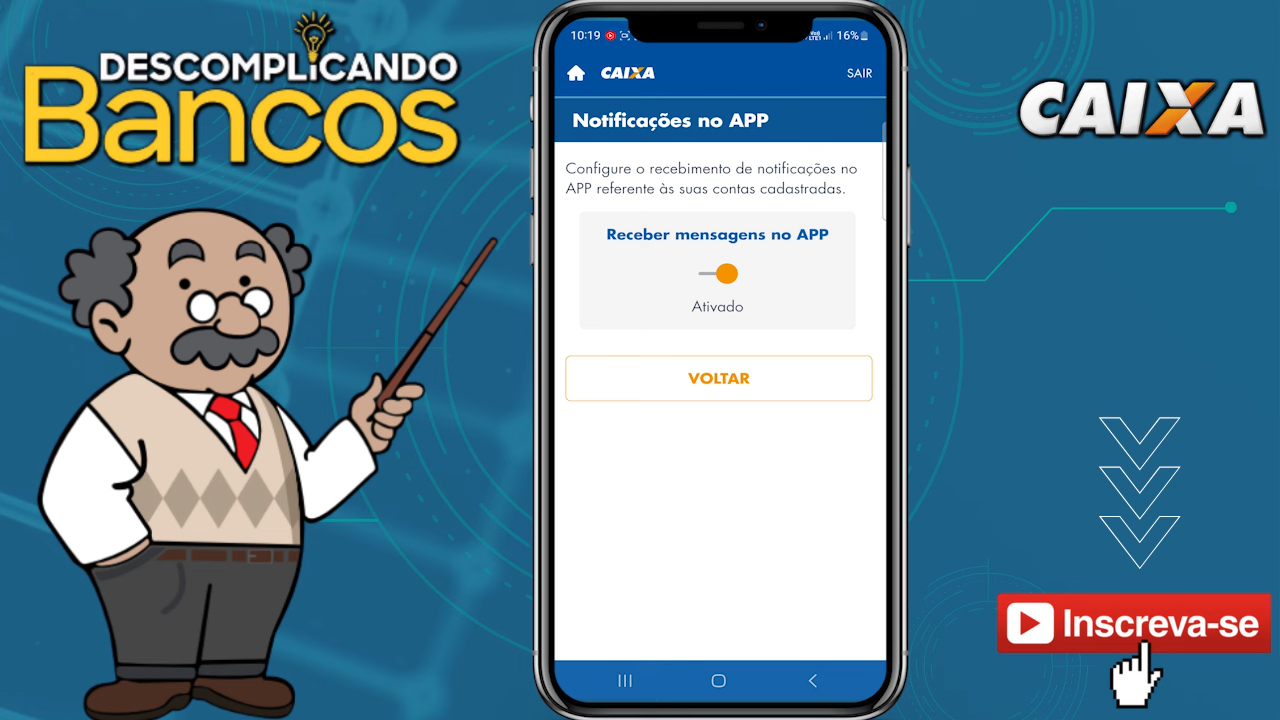 DESCOMPLiCANDO
Bancos
10:19
16%
CAIXA
SAIR
Notificações no APP
Configure o recebimento de notificações no
APP referente às suas contas cadastradas.
Receber mensagens no APP
Ativado
VOLTAR
CAIXA
Inscreva-se